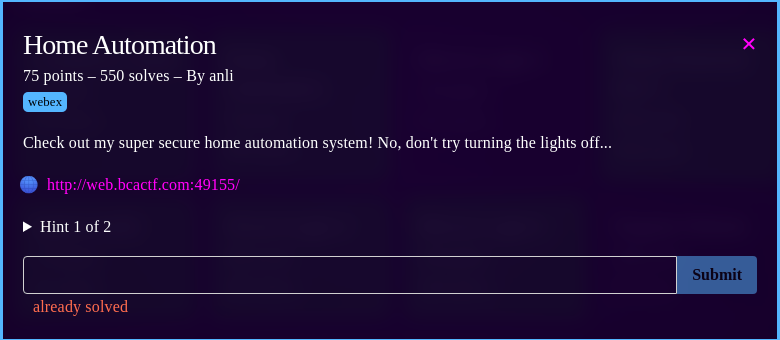 Home Automation
×
75 points – 550 solves – By anli
webex
Check out my super secure home automation system! No, don't try turning the lights off...
http://web.bcactf.com:49155/
Hint 1 of 2
Submit
already solved